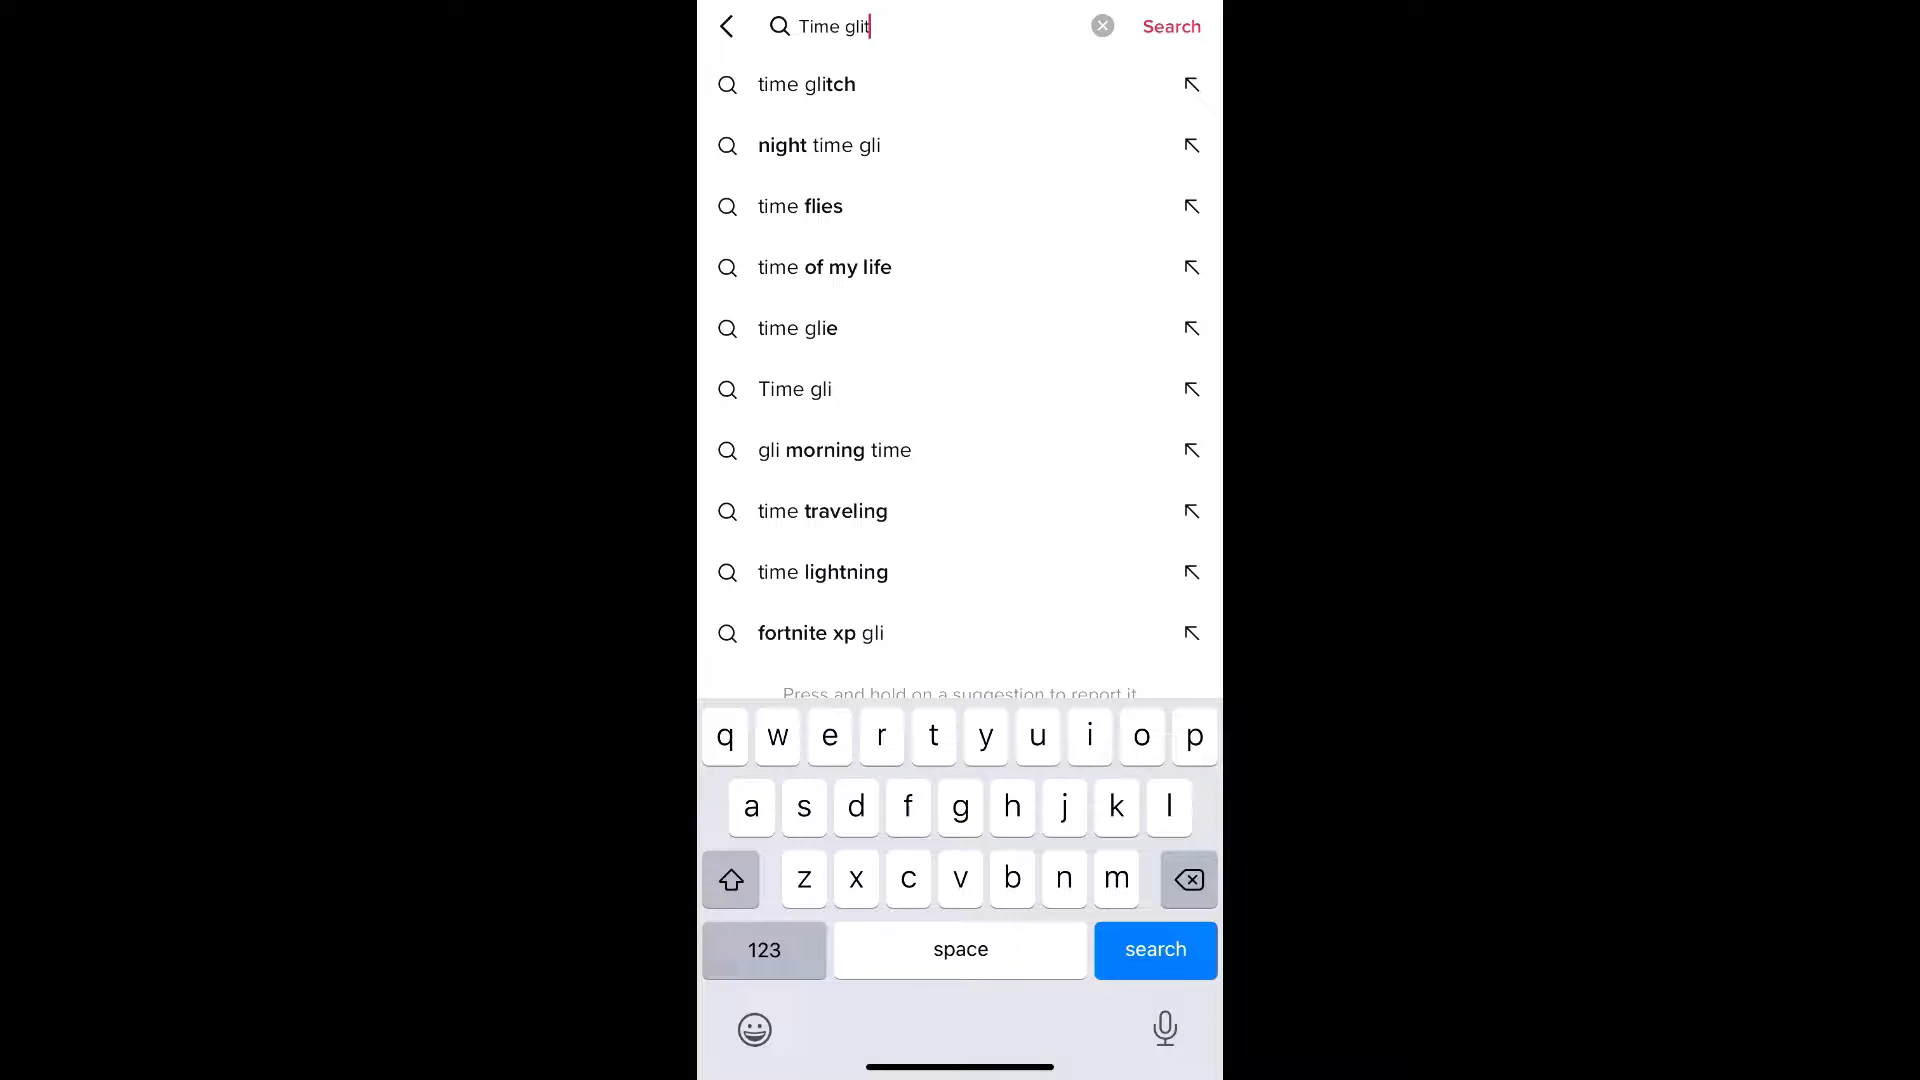 Time glit
Search
time glitch
night time gli
time flies
time of my life
time glie
Time gli
gli morning time
time traveling
time lightning
fortnite xp gli
Press and hold on a suggestion to report it
q w e r t y u i o p
a s d f g h j k l
z x c v b n m
123 space search